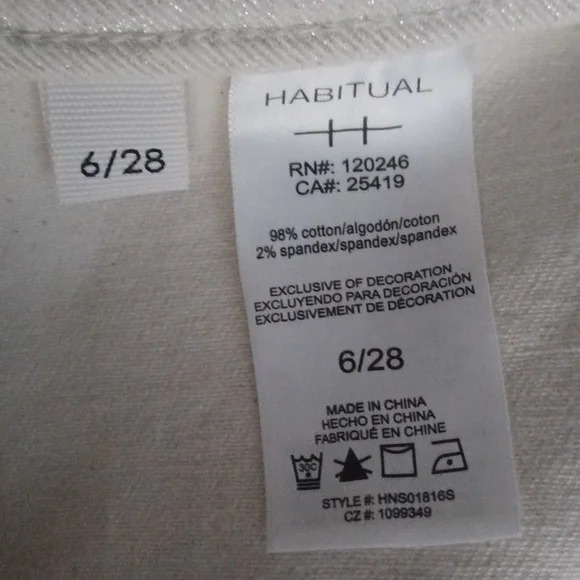 6/28
HABITUAL
RN#: 120246
CA#: 25419
98% cotton/algodón/coton
2% spandex/spandex/spandex
EXCLUSIVE OF DECORATION
EXCLUYENDO PARA DECORACIÓN
EXCLUSIVEMENT DE DÉCORATION
6/28
MADE IN CHINA
HECHO EN CHINA
FABRIQUÉ EN CHINE
30C
STYLE #: HNS01816S
CZ #: 1099349